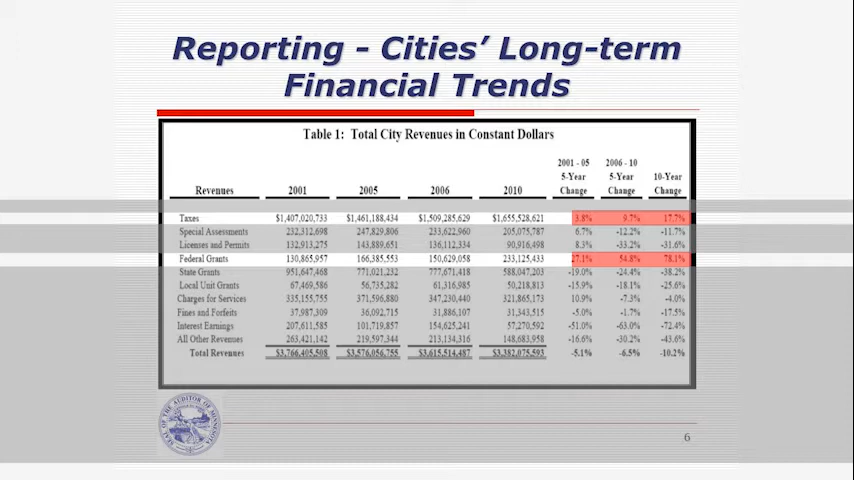 Reporting - Cities' Long-term
Financial Trends
Table 1: Total City Revenues in Constant Dollars
Revenues 2001 2005 2006 2010 2001 - 05 5-Year Change 2006 - 10 5-Year Change 10-Year Change
Taxes $1,407,020,733 $1,461,188,434 $1,509,285,629 $1,655,528,621 3.8% 9.7% 17.7%
Special Assessments 232,312,698 247,829,806 233,622,960 205,075,787 6.7% -12.2% -11.7%
Licenses and Permits 132,913,275 143,889,651 136,112,334 90,916,498 8.3% -33.2% -31.6%
Federal Grants 130,865,957 166,385,553 150,629,058 233,125,433 27.1% 54.8% 78.1%
State Grants 951,647,468 771,021,232 777,671,418 588,047,203 -19.0% -24.4% -38.2%
Local Unit Grants 67,469,586 56,735,282 61,316,985 50,218,813 -15.9% -18.1% -25.6%
Charges for Services 335,155,755 371,596,880 347,230,440 321,865,173 10.9% -7.3% -4.0%
Fines and Forfeits 37,987,309 36,092,715 31,886,107 31,343,515 -5.0% -1.7% -17.5%
Interest Earnings 207,611,585 101,719,857 154,625,241 57,270,592 -51.0% -63.0% -72.4%
All Other Revenues 263,421,142 219,597,344 213,134,316 148,683,958 -16.6% -30.2% -43.6%
Total Revenues $3,766,405,508 $3,576,056,755 $3,615,514,487 $3,382,075,593 -5.1% -6.5% -10.2%
SEAL OF THE AUDITOR OF MINNESOTA
6